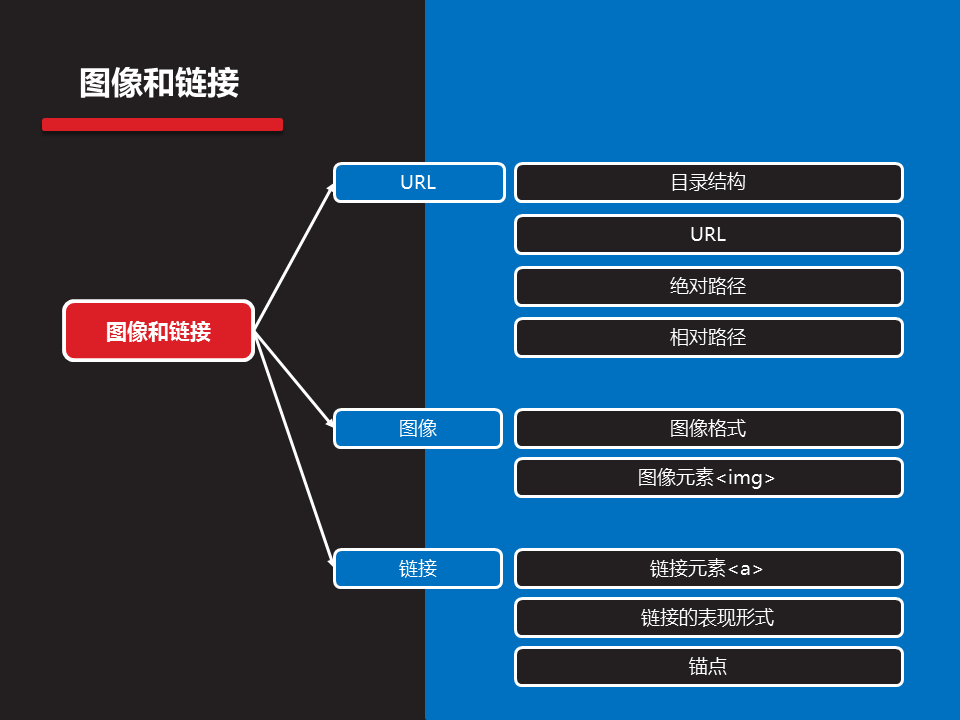 图像和链接
图像和链接
URL
目录结构
URL
绝对路径
相对路径
图像
图像格式
图像元素<img>
链接
链接元素<a>
链接的表现形式
锚点